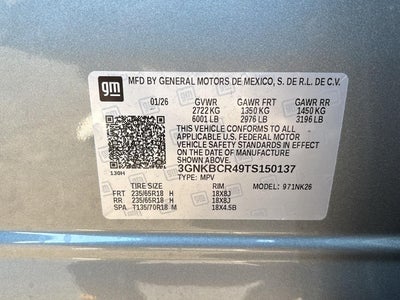 gm
MFD BY GENERAL MOTORS DE MEXICO, S. DE R.L. DE C.V.
01/26 GVWR GAWR FRT GAWR RR
2722 KG 1350 KG 1450 KG
6001 LB 2976 LB 3196 LB
THIS VEHICLE CONFORMS TO ALL
APPLICABLE U.S. FEDERAL MOTOR
VEHICLE SAFETY STANDARDS IN
EFFECT ON THE DATE OF
MANUFACTURE SHOWN ABOVE.
3GNKBCR49TS150137
130H TYPE: MPV
TIRE SIZE RIMS MODEL: 971NK26
FRT 235/65R18 H 18X8J
RR 235/65R18 H 18X8J
SPA T135/70R18 M 18X4.5B